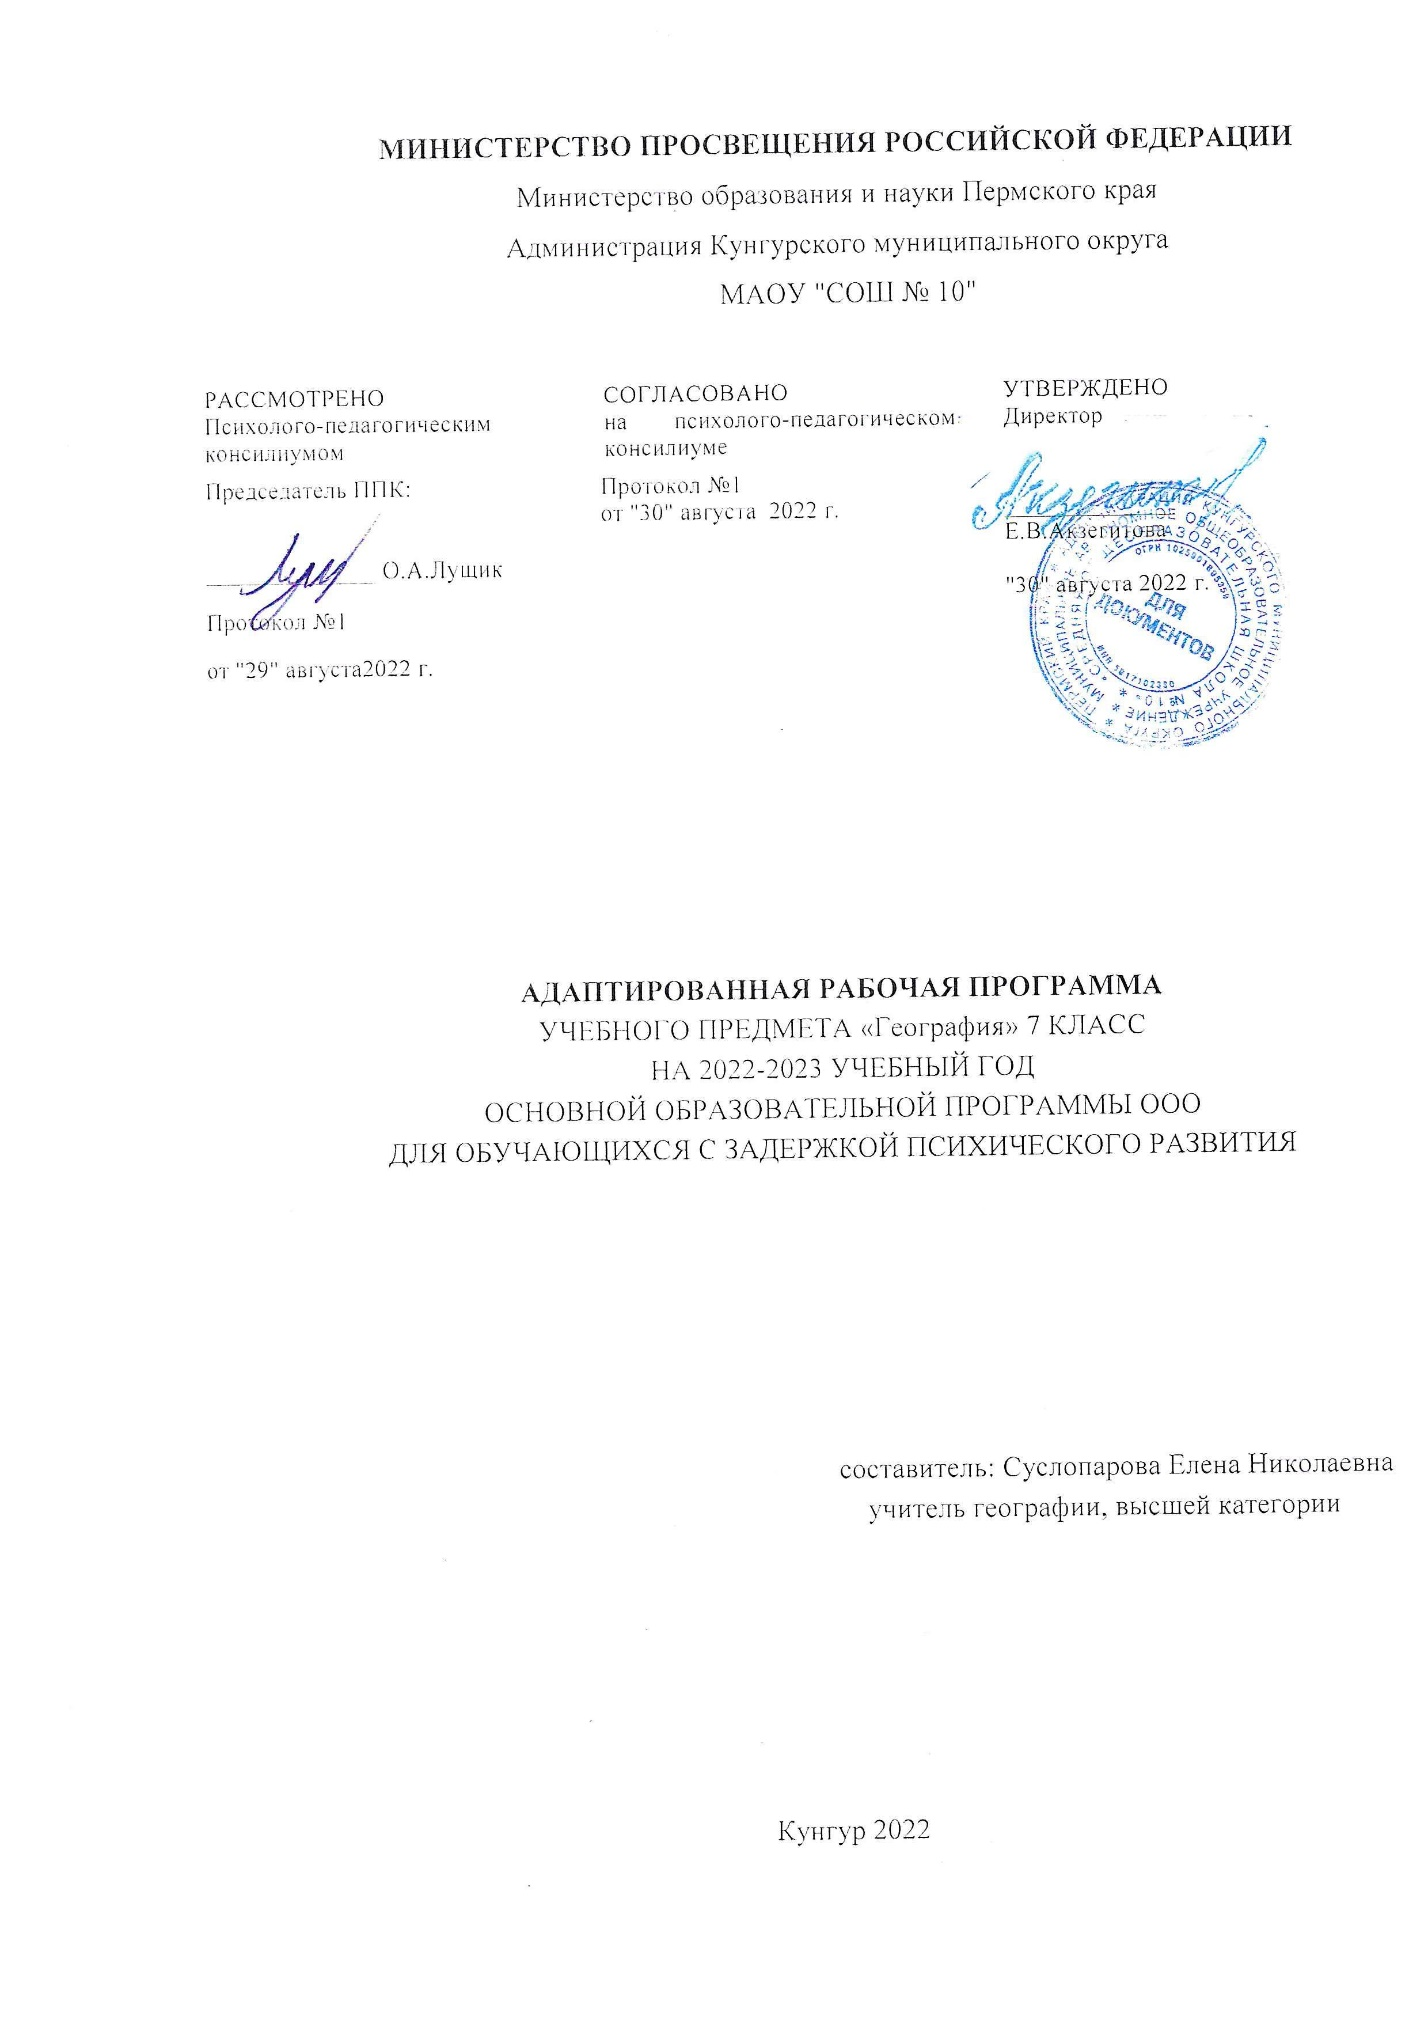 МИНИСТЕРСТВО ПРОСВЕЩЕНИЯ РОССИЙСКОЙ ФЕДЕРАЦИИ
Министерство образования и науки Пермского края
Администрация Кунгурского муниципального округа
МАОУ "СОШ № 10"
РАССМОТРЕНО
Психолого-педагогическим
консилиумом
Председатель ППК:
О.А.Лущик
Протокол №1
от "29" августа2022 г.
СОГЛАСОВАНО
на психолого-педагогическом
консилиуме
Протокол №1
от "30" августа 2022 г.
УТВЕРЖДЕНО
Директор
Е.В.Акзегитова
"30" августа 2022 г.
ДЛЯ
ДОКУМЕНТОВ
АДАПТИРОВАННАЯ РАБОЧАЯ ПРОГРАММА
УЧЕБНОГО ПРЕДМЕТА «География» 7 КЛАСС
НА 2022-2023 УЧЕБНЫЙ ГОД
ОСНОВНОЙ ОБРАЗОВАТЕЛЬНОЙ ПРОГРАММЫ ООО
ДЛЯ ОБУЧАЮЩИХСЯ С ЗАДЕРЖКОЙ ПСИХИЧЕСКОГО РАЗВИТИЯ
составитель: Суслопарова Елена Николаевна
учитель географии, высшей категории
Кунгур 2022